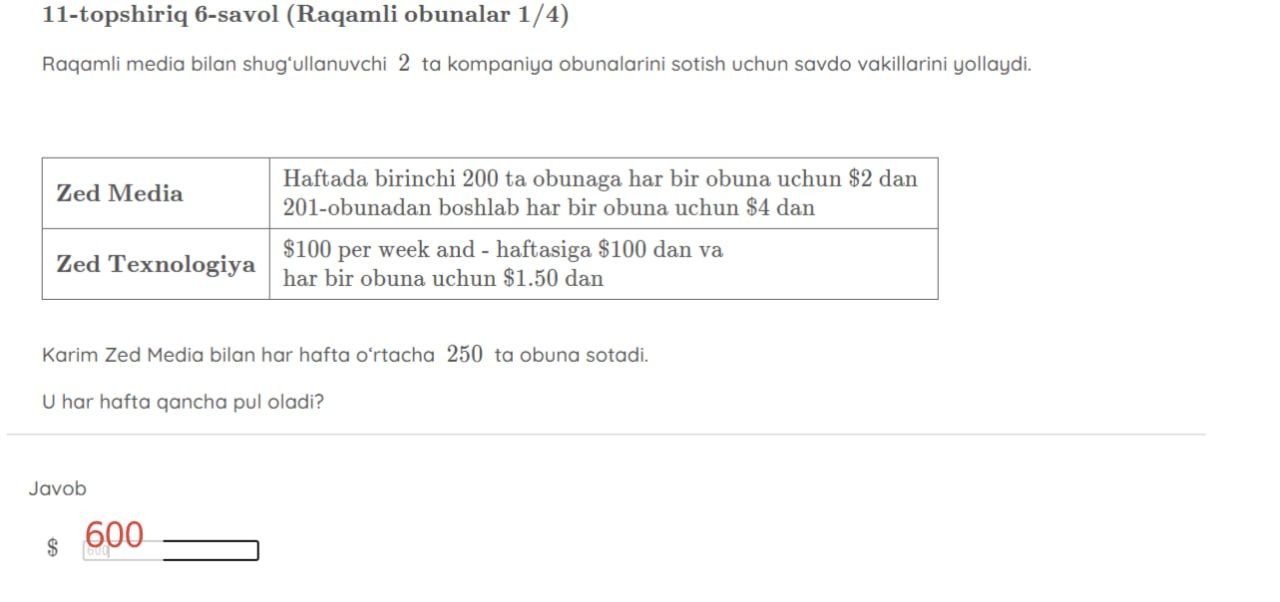 11-topshiriq 6-savol (Raqamli obunalar 1/4)
Raqamli media bilan shug‘ullanuvchi 2 ta kompaniya obunalarini sotish uchun savdo vakillarini yollaydi.
Zed Media
Haftada birinchi 200 ta obunaga har bir obuna uchun $2 dan
201-obunadan boshlab har bir obuna uchun $4 dan
Zed Texnologiya
$100 per week and - haftasiga $100 dan va
har bir obuna uchun $1.50 dan
Karim Zed Media bilan har hafta o‘rtacha 250 ta obuna sotadi.
U har hafta qancha pul oladi?
Javob
$ 600
600